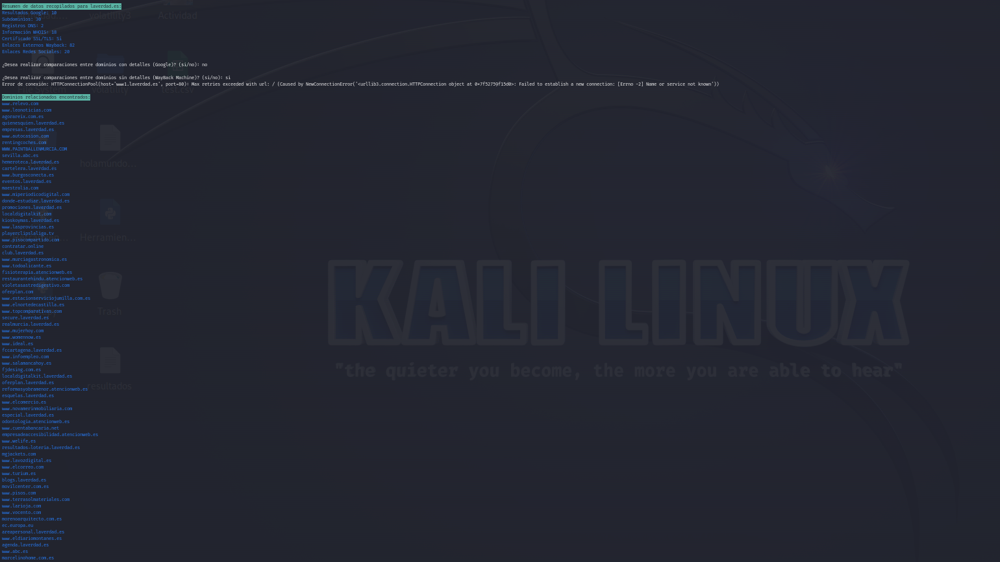 Resumen de datos recopilados para laverdad.es:
Resultados Google: 10
Subdominios: 30
Registros DNS: 2
Información WHOIS: 18
Certificado SSL/TLS: Sí
Enlaces Externos Wayback: 82
Enlaces Redes Sociales: 20
¿Desea realizar comparaciones entre dominios con detalles (Google)? (si/no): no
¿Desea realizar comparaciones entre dominios sin detalles (WayBack Machine)? (si/no): si
Error de conexión: HTTPConnectionPool(host='www1.laverdad.es', port=80): Max retries exceeded with url: / (Caused by NewConnectionError('<urllib3.connection.HTTPConnection object at 0x7f52759f15d0>: Failed to establish a new connection: [Errno -2] Name or service not known'))
Dominios relacionados encontrados:
www.relevo.com
www.leonoticias.com
agorareix.com.es
quienesquien.laverdad.es
empresas.laverdad.es
www.autocasion.com
rentingcoches.com
WWW.PAINTBALLENMURCIA.COM
sevilla.abc.es
hemeroteca.laverdad.es
cartelera.laverdad.es
www.burgosconecta.es
eventos.laverdad.es
maestralia.com
www.miperiodicodigital.com
donde-estudiar.laverdad.es
promociones.laverdad.es
localdigitalkit.com
kioskoymas.laverdad.es
www.lasprovincias.es
playerclipslaliga.tv
www.pisocompartido.com
contratar.online
club.laverdad.es
www.murciagastronomica.es
www.todoalicante.es
fisioterapia.atencionweb.es
restaurantehindu.atencionweb.es
violetasastredigestivo.com
oferplan.com
www.estacionserviciojumilla.com.es
www.elnortedecastilla.es
www.topcomparativas.com
secure.laverdad.es
realmurcia.laverdad.es
www.mujerhoy.com
www.womennow.es
www.ideal.es
fccartagena.laverdad.es
www.infoempleo.com
www.salamancahoy.es
fjdesing.com.es
localdigitalkit.laverdad.es
oferplan.laverdad.es
reformasyobramenor.atencionweb.es
esquelas.laverdad.es
www.elcomercio.es
www.novamerinmobiliaria.com
especial.laverdad.es
odontologia.atencionweb.es
www.cuentabancaria.net
empresadeaccesibilidad.atencionweb.es
www.welife.es
resultados-loteria.laverdad.es
mgjackets.com
www.lavozdigital.es
www.elcorreo.com
www.turium.es
blogs.laverdad.es
movilcenter.com.es
www.pisos.com
www.terrasolmateriales.com
www.larioja.com
www.vocento.com
morenoarquitecto.com.es
ec.europa.eu
areapersonal.laverdad.es
www.eldiariomontanes.es
agenda.laverdad.es
www.abc.es
marcelinohome.com.es
volatility3
Actividad
volatility
test.csv
holamundo...
Herramien...
Trash
resultados
KALI LINUX
"the quieter you become, the more you are able to hear"